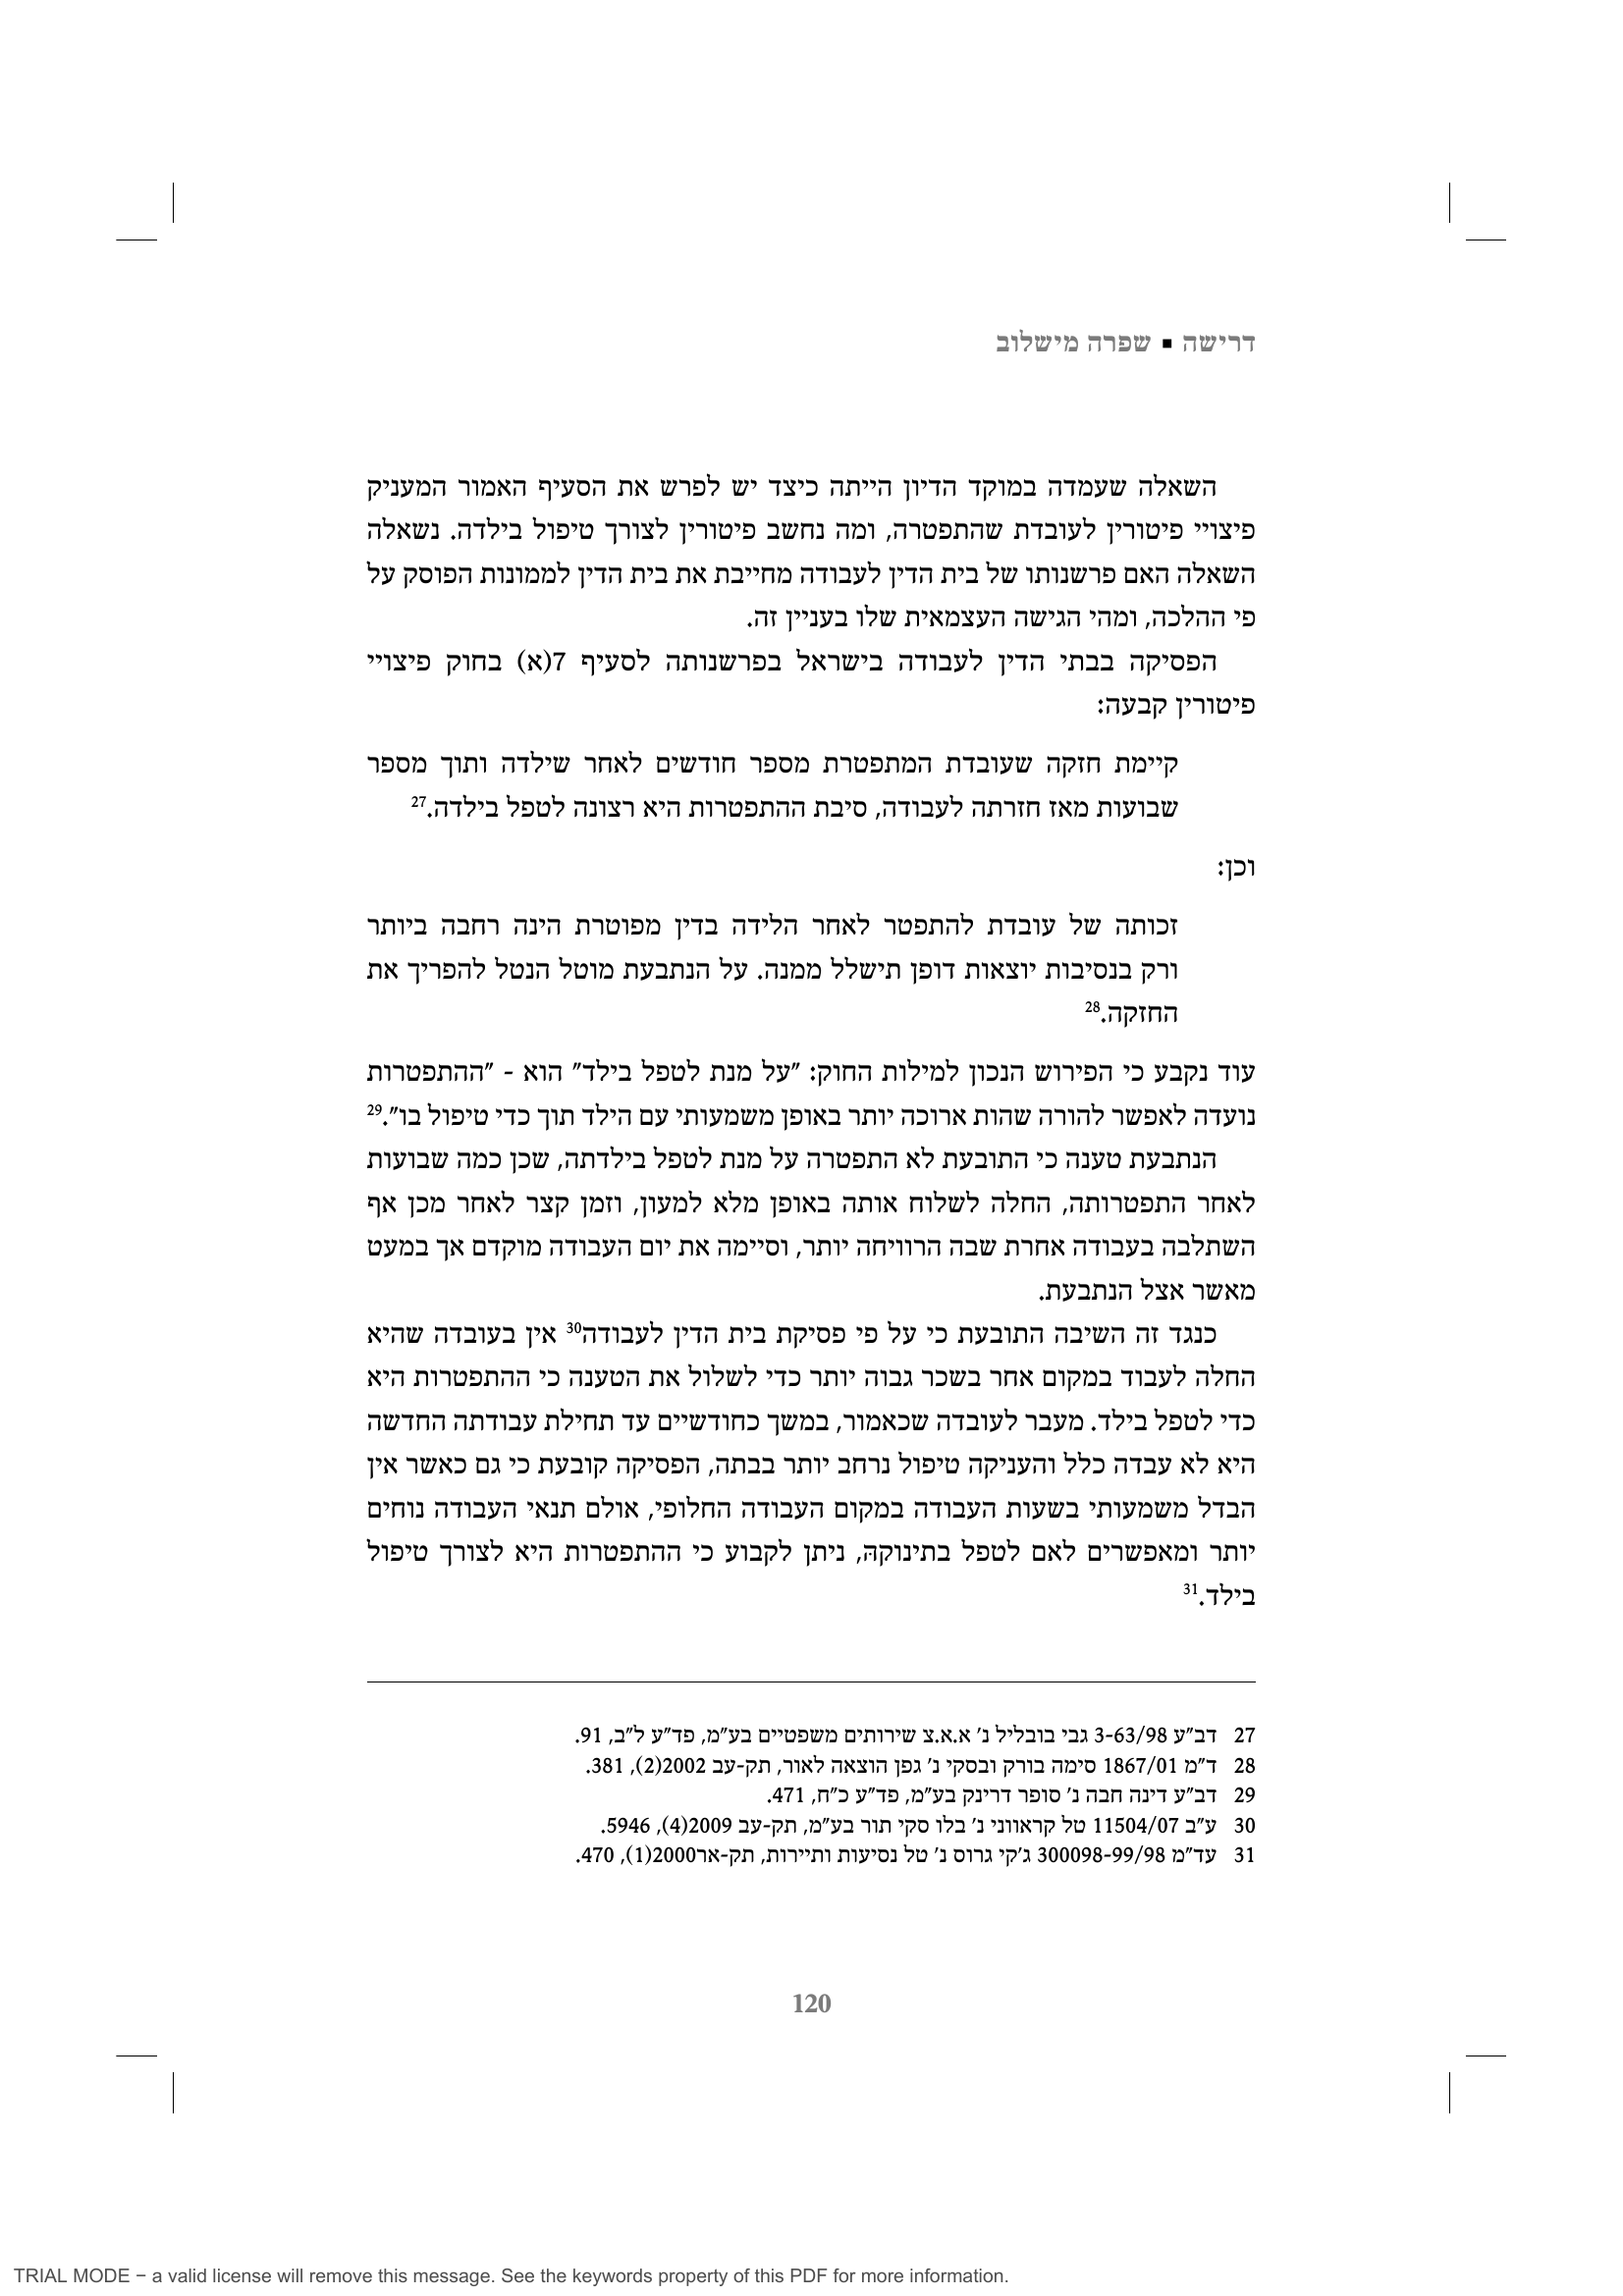 דרישה ▪ שפרה מישלוב
השאלה שעמדה במוקד הדיון הייתה כיצד יש לפרש את הסעיף האמור המעניק
פיצויי פיטורין לעובדת שהתפטרה, ומה נחשב פיטורין לצורך טיפול בילדה. נשאלה
השאלה האם פרשנותו של בית הדין לעבודה מחייבת את בית הדין לממונות הפוסק על
פי ההלכה, ומהי הגישה העצמאית שלו בעניין זה.
הפסיקה בבתי הדין לעבודה בישראל בפרשנותה לסעיף 7(א) בחוק פיצויי
פיטורין קבעה:
קיימת חזקה שעובדת המתפטרת מספר חודשים לאחר שילדה ותוך מספר
שבועות מאז חזרתה לעבודה, סיבת ההתפטרות היא רצונה לטפל בילדה.27
וכן:
זכותה של עובדת להתפטר לאחר הלידה בדין מפוטרת הינה רחבה ביותר
ורק בנסיבות יוצאות דופן תישלל ממנה. על הנתבעת מוטל הנטל להפריך את
החזקה.28
עוד נקבע כי הפירוש הנכון למילות החוק: "על מנת לטפל בילד" הוא - "ההתפטרות
נועדה לאפשר להורה שהות ארוכה יותר באופן משמעותי עם הילד תוך כדי טיפול בו".29
הנתבעת טענה כי התובעת לא התפטרה על מנת לטפל בילדתה, שכן כמה שבועות
לאחר התפטרותה, החלה לשלוח אותה באופן מלא למעון, וזמן קצר לאחר מכן אף
השתלבה בעבודה אחרת שבה הרוויחה יותר, וסיימה את יום העבודה מוקדם אך במעט
מאשר אצל הנתבעת.
כנגד זה השיבה התובעת כי על פי פסיקת בית הדין לעבודה30 אין בעובדה שהיא
החלה לעבוד במקום אחר בשכר גבוה יותר כדי לשלול את הטענה כי ההתפטרות היא
כדי לטפל בילד. מעבר לעובדה שכאמור, במשך כחודשיים עד תחילת עבודתה החדשה
היא לא עבדה כלל והעניקה טיפול נרחב יותר בבתה, הפסיקה קובעת כי גם כאשר אין
הבדל משמעותי בשעות העבודה במקום העבודה החלופי, אולם תנאי העבודה נוחים
יותר ומאפשרים לאם לטפל בתינוקהּ, ניתן לקבוע כי ההתפטרות היא לצורך טיפול
בילד.31
27 דב"ע 3-63/98 גבי בובליל נ' א.א.צ שירותים משפטיים בע"מ, פד"ע ל"ב, 91.
28 ד"מ 1867/01 סימה בורק ובסקי נ' גפן הוצאה לאור, תק-עב 2002(2), 381.
29 דב"ע דינה חבה נ' סופר דרינק בע"מ, פד"ע כ"ח, 471.
30 ע"ב 11504/07 טל קראווני נ' בלו סקי תור בע"מ, תק-עב 2009(4), 5946.
31 עד"מ 300098-99/98 ג'קי גרוס נ' טל נסיעות ותיירות, תק-אר2000(1), 470.
120
TRIAL MODE − a valid license will remove this message. See the keywords property of this PDF for more information.